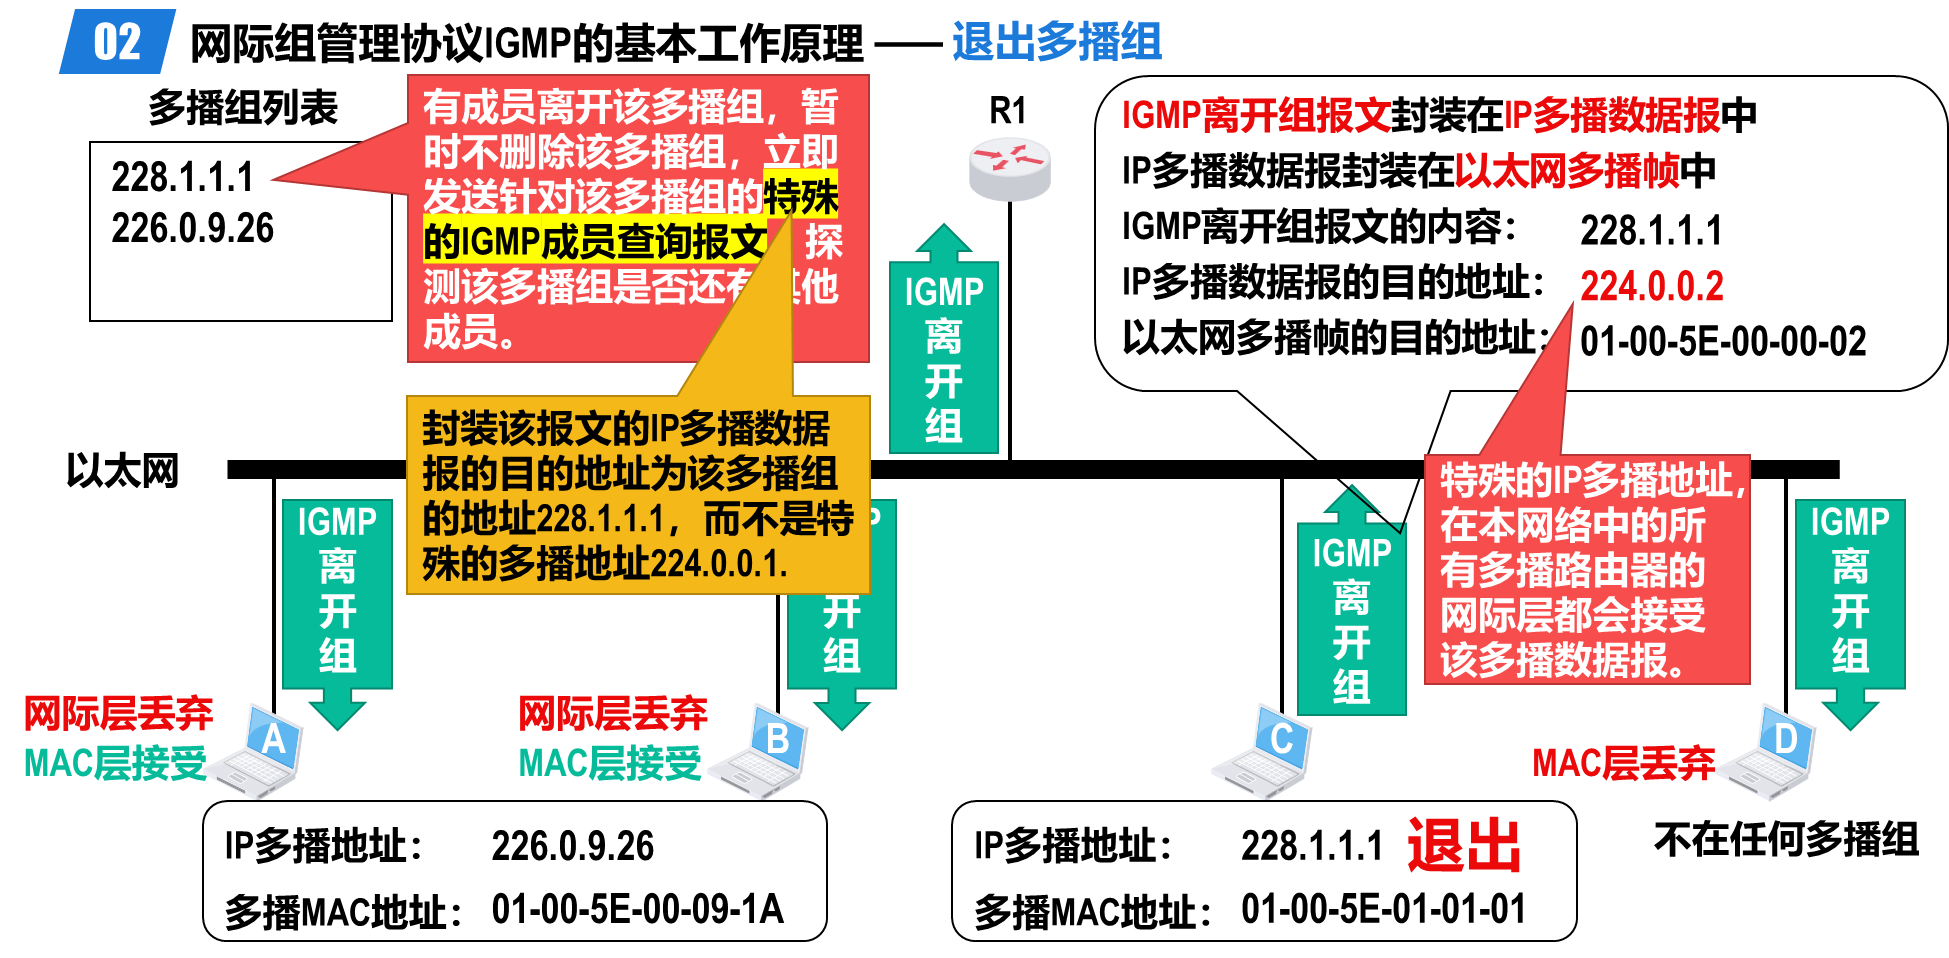 02
网际组管理协议IGMP的基本工作原理 —— 退出多播组
多播组列表
228.1.1.1
226.0.9.26
有成员离开该多播组，暂
时不删除该多播组，立即
发送针对该多播组的特殊
的IGMP成员查询报文 探
测该多播组是否还有其他
成员。
封装该报文的IP多播数据
报的目的地址为该多播组
的地址228.1.1.1，而不是特
殊的多播地址224.0.0.1.
R1
IGMP
离
开
组
IGMP离开组报文封装在IP多播数据报中
IP多播数据报封装在以太网多播帧中
IGMP离开组报文的内容： 228.1.1.1
IP多播数据报的目的地址： 224.0.0.2
以太网多播帧的目的地址： 01-00-5E-00-00-02
特殊的IP多播地址，
在本网络中的所
有多播路由器的
网际层都会接受
该多播数据报。
以太网
IGMP
离
开
组
P
开
组
IGMP
离
开
组
IGMP
离
开
组
网际层丢弃
MAC层接受
A
网际层丢弃
MAC层接受
B
C
MAC层丢弃
D
IP多播地址： 226.0.9.26
多播MAC地址： 01-00-5E-00-09-1A
IP多播地址： 228.1.1.1 退出
多播MAC地址： 01-00-5E-01-01-01
不在任何多播组